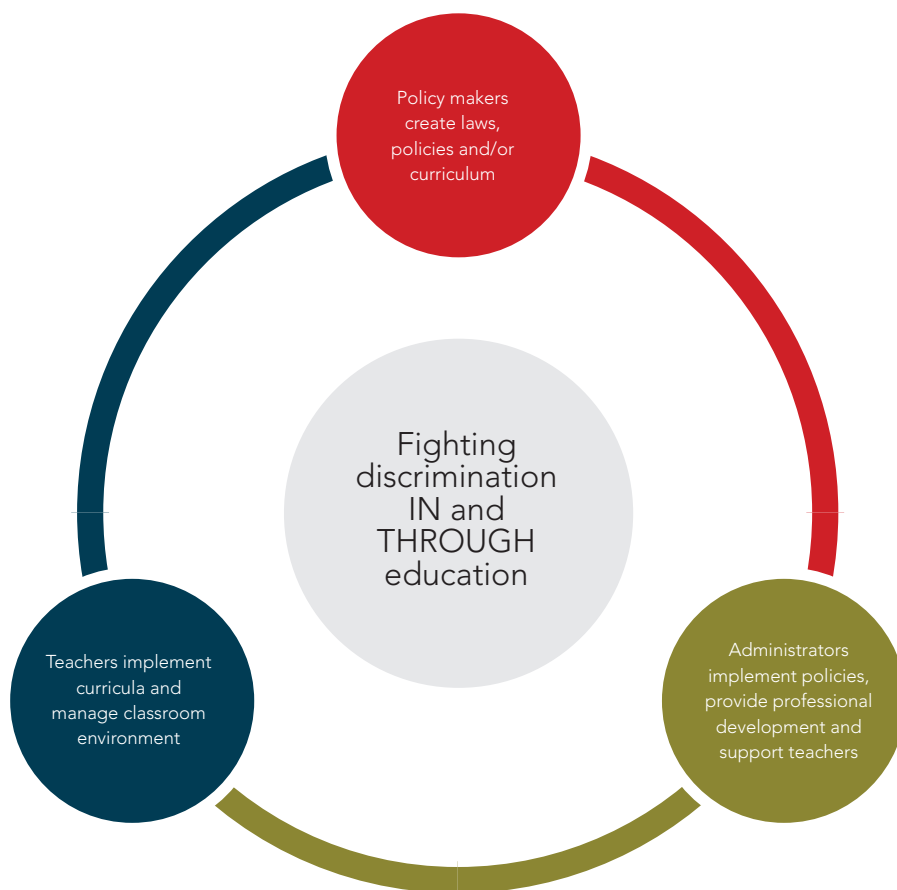 Policy makers
create laws,
policies and/or
curriculum
Fighting
discrimination
IN and
THROUGH
education
Teachers implement
curricula and
manage classroom
environment
Administrators
implement policies,
provide professional
development and
support teachers